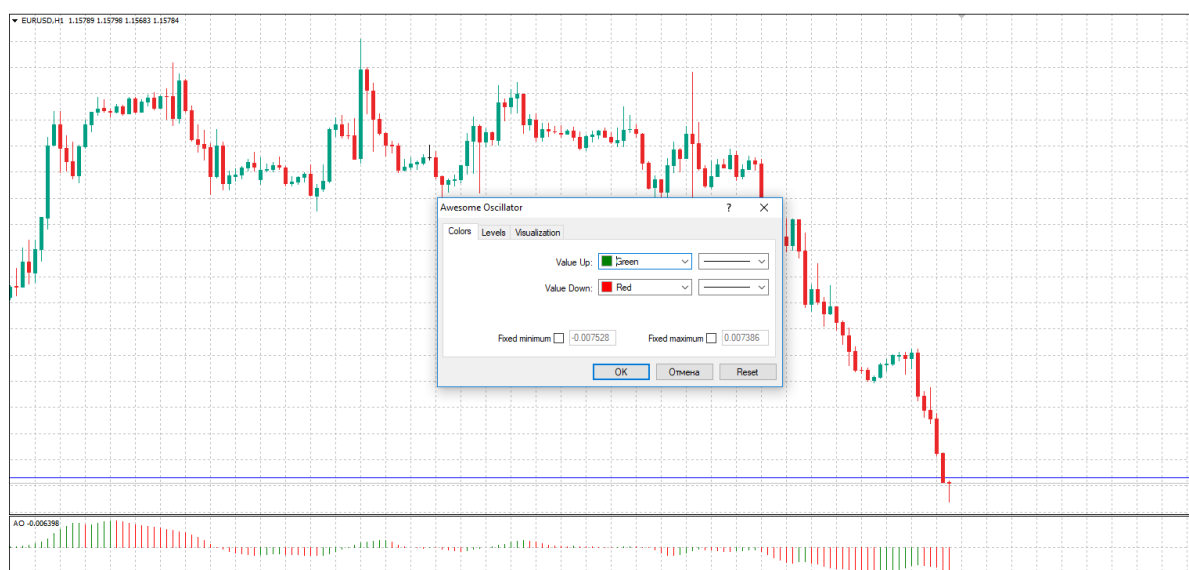 EURUSD,H1 1.15789 1.15798 1.15683 1.15784
Awesome Oscillator
? X
Colors Levels Visualization
Value Up: Green
Value Down: Red
Fixed minimum -0.007528 Fixed maximum 0.007386
OK Отмена Reset
AO -0.006398